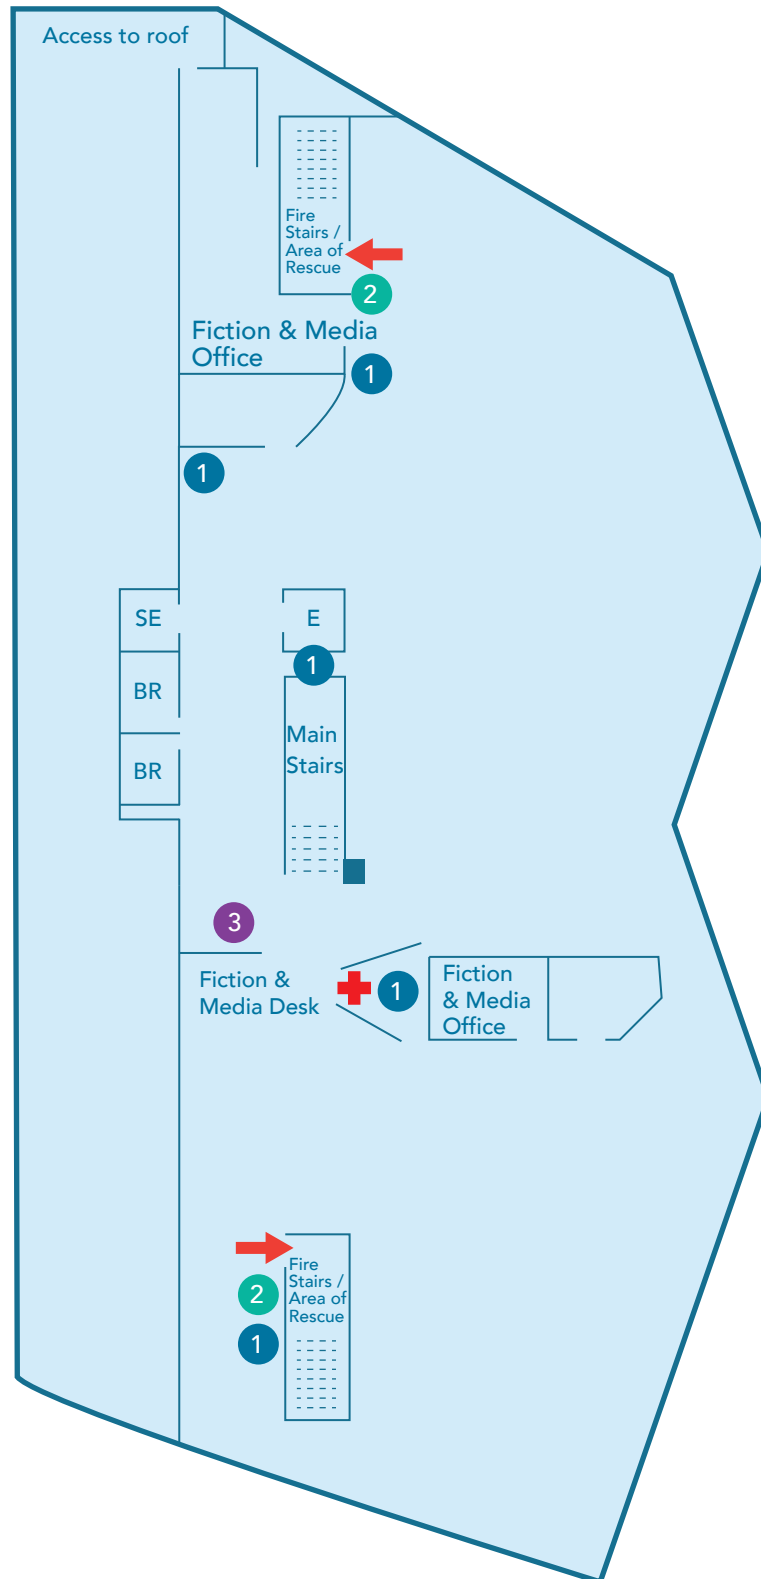 Access to roof
Fire
Stairs /
Area of
Rescue
2
Fiction & Media
Office
1
1
SE
E
1
BR
Main
Stairs
BR
3
Fiction &
Media Desk
1
Fiction
& Media
Office
Fire
Stairs /
Area of
Rescue
2
1